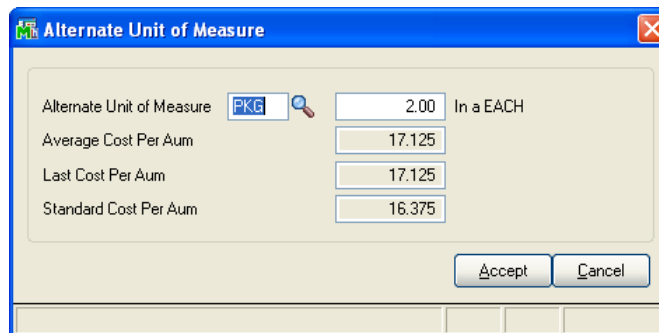 Alternate Unit of Measure
Alternate Unit of Measure PKG 2.00 In a EACH
Average Cost Per Aum 17.125
Last Cost Per Aum 17.125
Standard Cost Per Aum 16.375
Accept Cancel